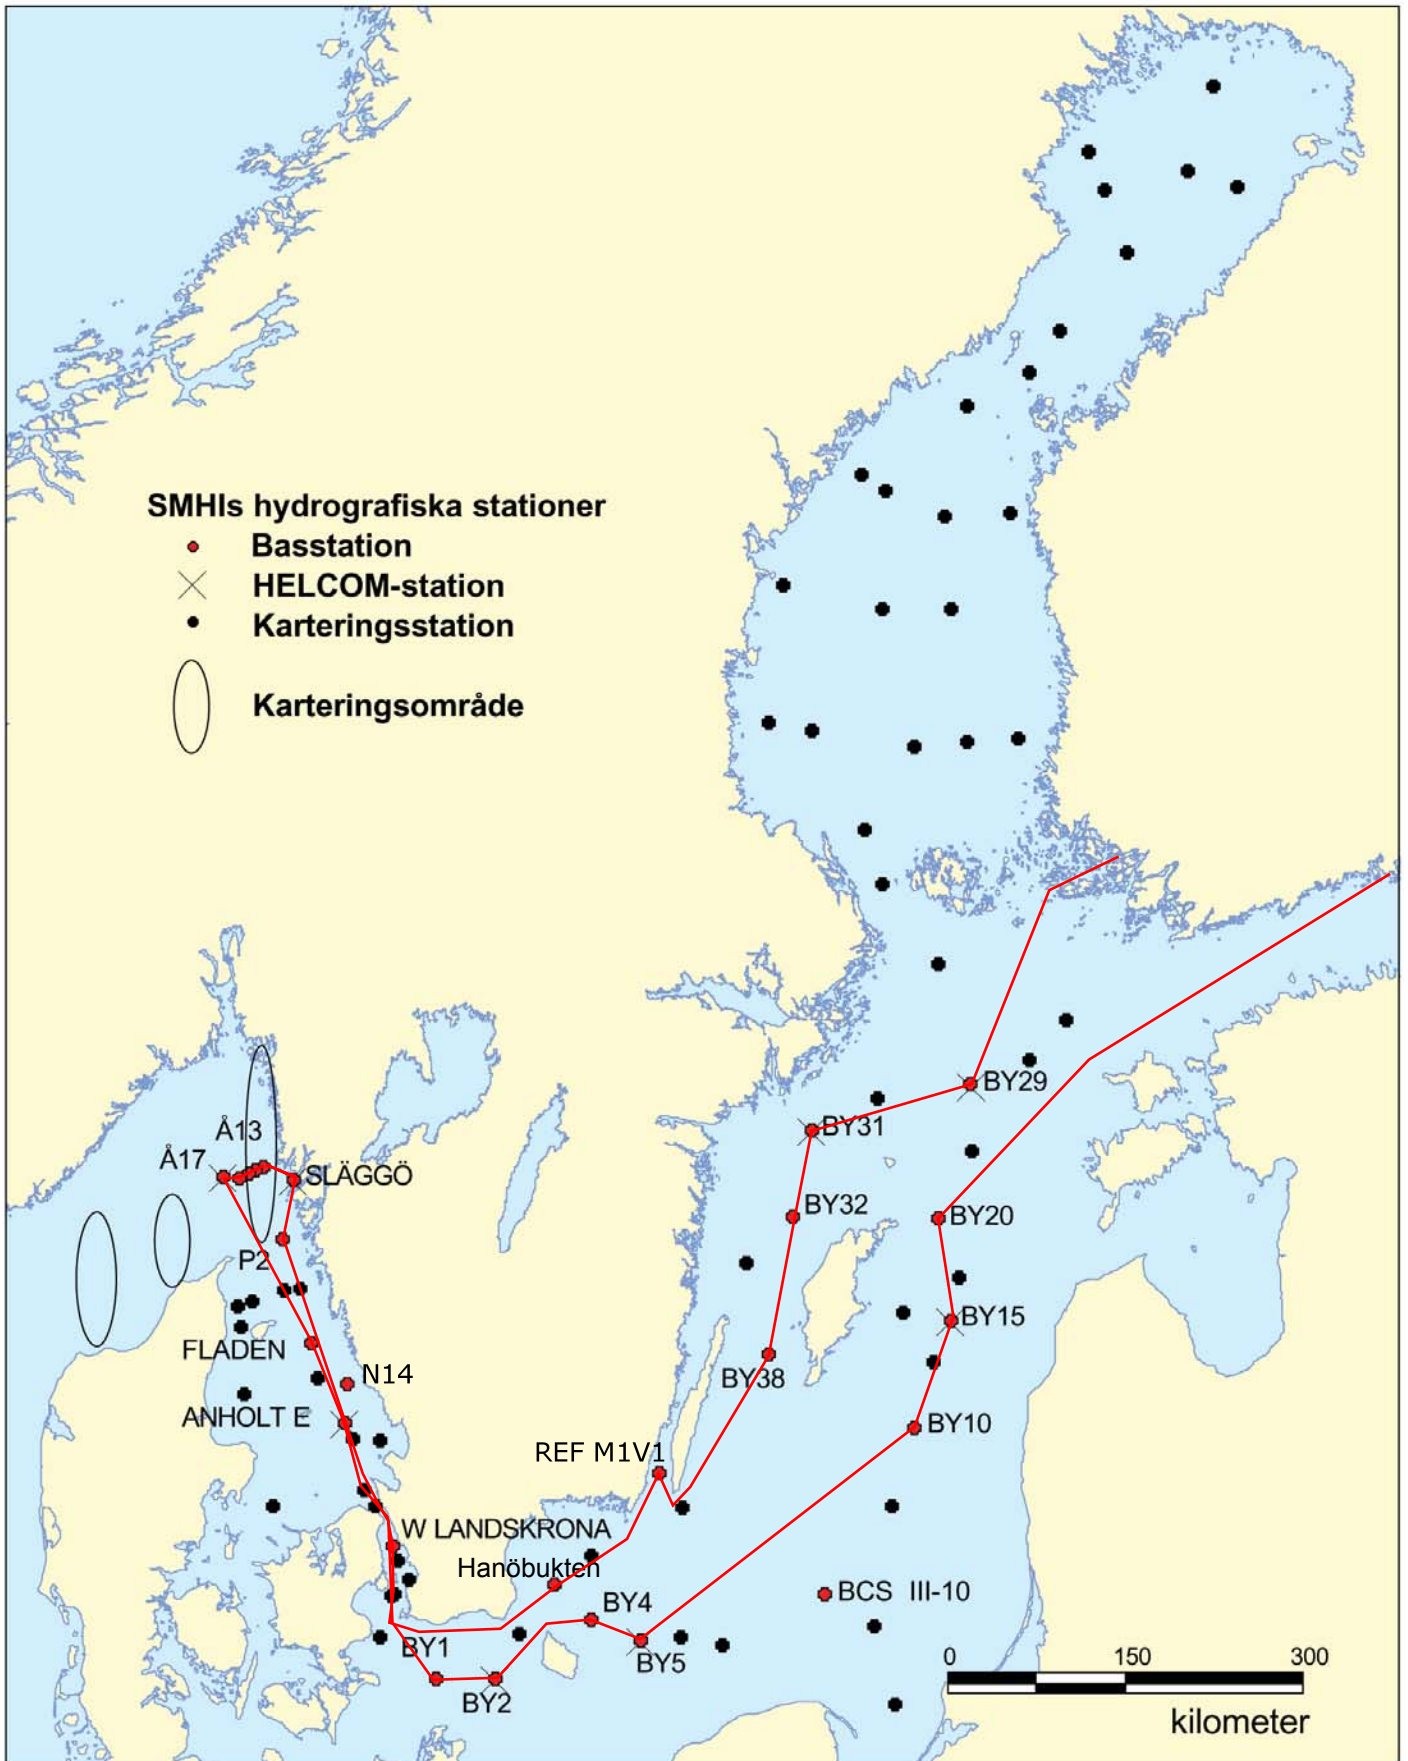 SMHIs hydrografiska stationer
Basstation
HELCOM-station
Karteringsstation
Karteringsområde
BY29
Å13
BY31
Å17
SLÄGGÖ
BY32
BY20
P2
BY15
FLADEN
N14
BY38
ANHOLT E
BY10
REF M1V1
W LANDSKRONA
Hanöbukten
BCS III-10
BY4
BY1
BY5
BY2
0 150 300
kilometer